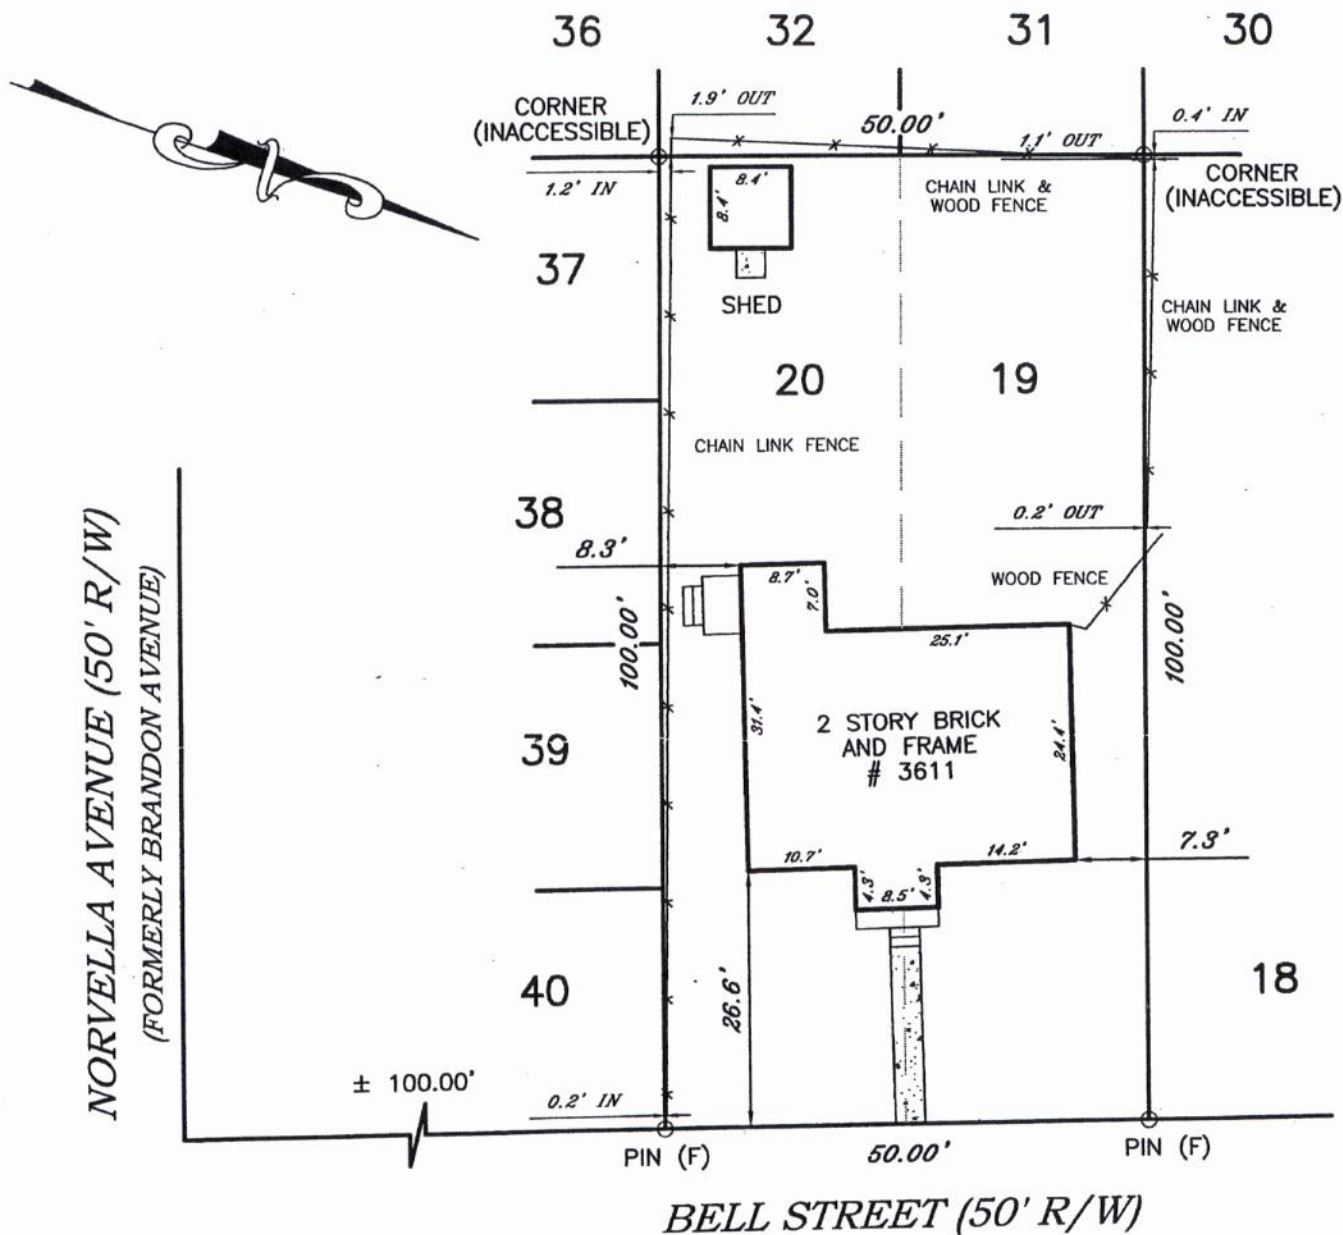 36
32
31
30
CORNER
(INACCESSIBLE)
1.9' OUT
50.00'
1.1' OUT
0.4' IN
CORNER
(INACCESSIBLE)
1.2' IN
8.4'
8.4'
CHAIN LINK &
WOOD FENCE
37
SHED
CHAIN LINK &
WOOD FENCE
20
19
CHAIN LINK FENCE
38
0.2' OUT
8.3'
8.7'
7.0'
WOOD FENCE
25.1'
100.00'
100.00'
NORVELLA AVENUE (50' R/W)
(FORMERLY BRANDON AVENUE)
39
31.4'
2 STORY BRICK
AND FRAME
# 3611
24.4'
10.7'
14.2'
7.3'
4.3'
8.5'
4.3'
40
26.6'
18
± 100.00'
0.2' IN
PIN (F)
50.00'
PIN (F)
BELL STREET (50' R/W)